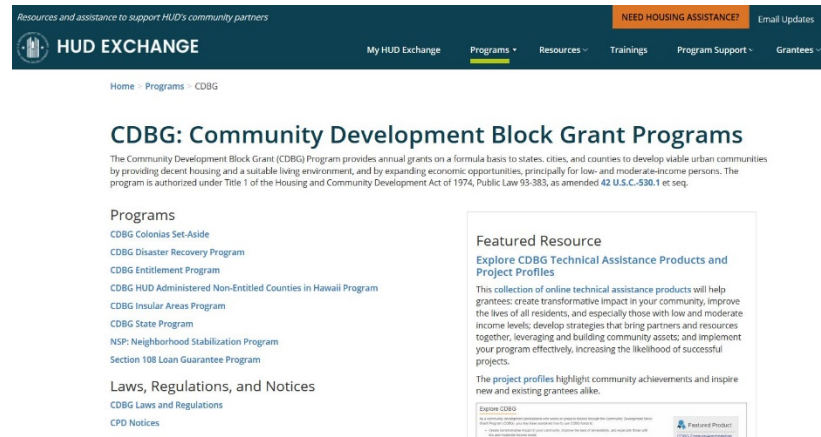 Resources and assistance to support HUD's community partners
NEED HOUSING ASSISTANCE?
Email Updates
HUD EXCHANGE
My HUD Exchange
Programs
Resources
Trainings
Program Support
Grantees
Home > Programs > CDBG
CDBG: Community Development Block Grant Programs
The Community Development Block Grant (CDBG) Program provides annual grants on a formula basis to states. cities, and counties to develop viable urban communities
by providing decent housing and a suitable living environment, and by expanding economic opportunities, principally for low- and moderate-income persons. The
program is authorized under Title 1 of the Housing and Community Development Act of 1974, Public Law 93-383, as amended 42 U.S.C.-530.1 et seq.
Programs
CDBG Colonias Set-Aside
CDBG Disaster Recovery Program
CDBG Entitlement Program
CDBG HUD Administered Non-Entitled Counties in Hawaii Program
CDBG Insular Areas Program
CDBG State Program
NSP: Neighborhood Stabilization Program
Section 108 Loan Guarantee Program
Laws, Regulations, and Notices
CDBG Laws and Regulations
CPD Notices
Featured Resource
Explore CDBG Technical Assistance Products and
Project Profiles
This collection of online technical assistance products will help
grantees: create transformative impact in your community, improve
the lives of all residents, and especially those with low and moderate
income levels; develop strategies that bring partners and resources
together, leveraging and building community assets; and implement
your program effectively, increasing the likelihood of successful
projects.
The project profiles highlight community achievements and inspire
new and existing grantees alike.
Explore CDBG
Featured Product